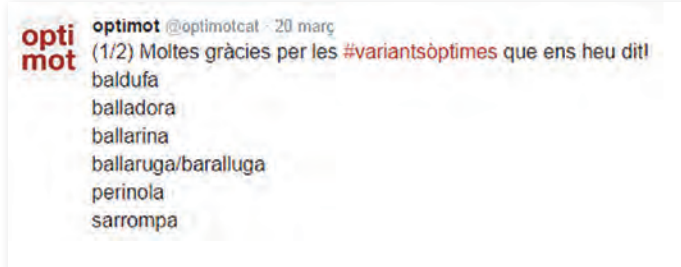 opti
mot
optimot @optimotcat · 20 març
(1/2) Moltes gràcies per les #variantsòptimes que ens heu dit!
baldufa
balladora
ballarina
ballaruga/baralluga
perinola
sarrompa